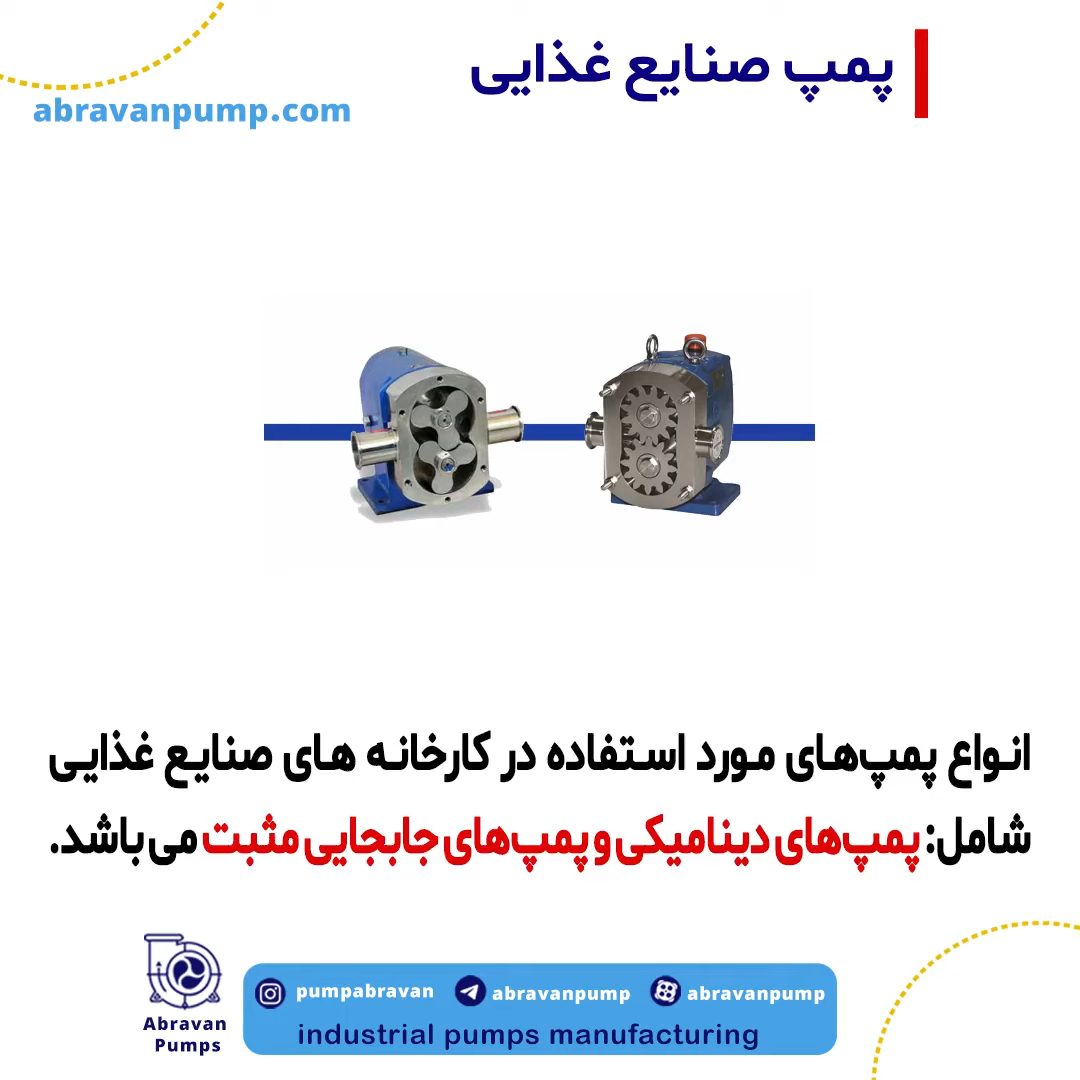 پمپ صنایع غذایی
abravanpump.com
انواع پمپ‌های مورد استفاده در کارخانه های صنایع غذایی
شامل: پمپ‌های دینامیکی و پمپ‌های جابجایی مثبت می‌باشد.
Abravan
Pumps
pumpabravan
abravanpump
abravanpump
industrial pumps manufacturing